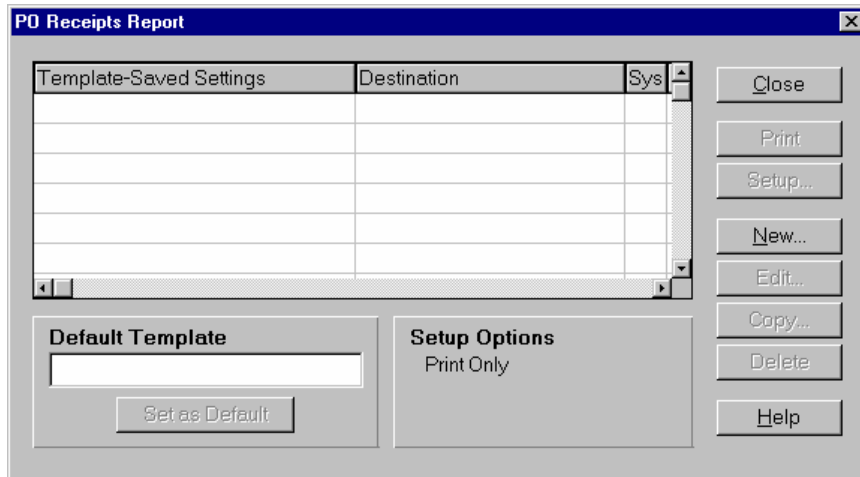 PO Receipts Report
Template-Saved Settings Destination Sys
Close
Print
Setup...
New...
Edit...
Copy...
Delete
Help
Default Template
Set as Default
Setup Options
Print Only